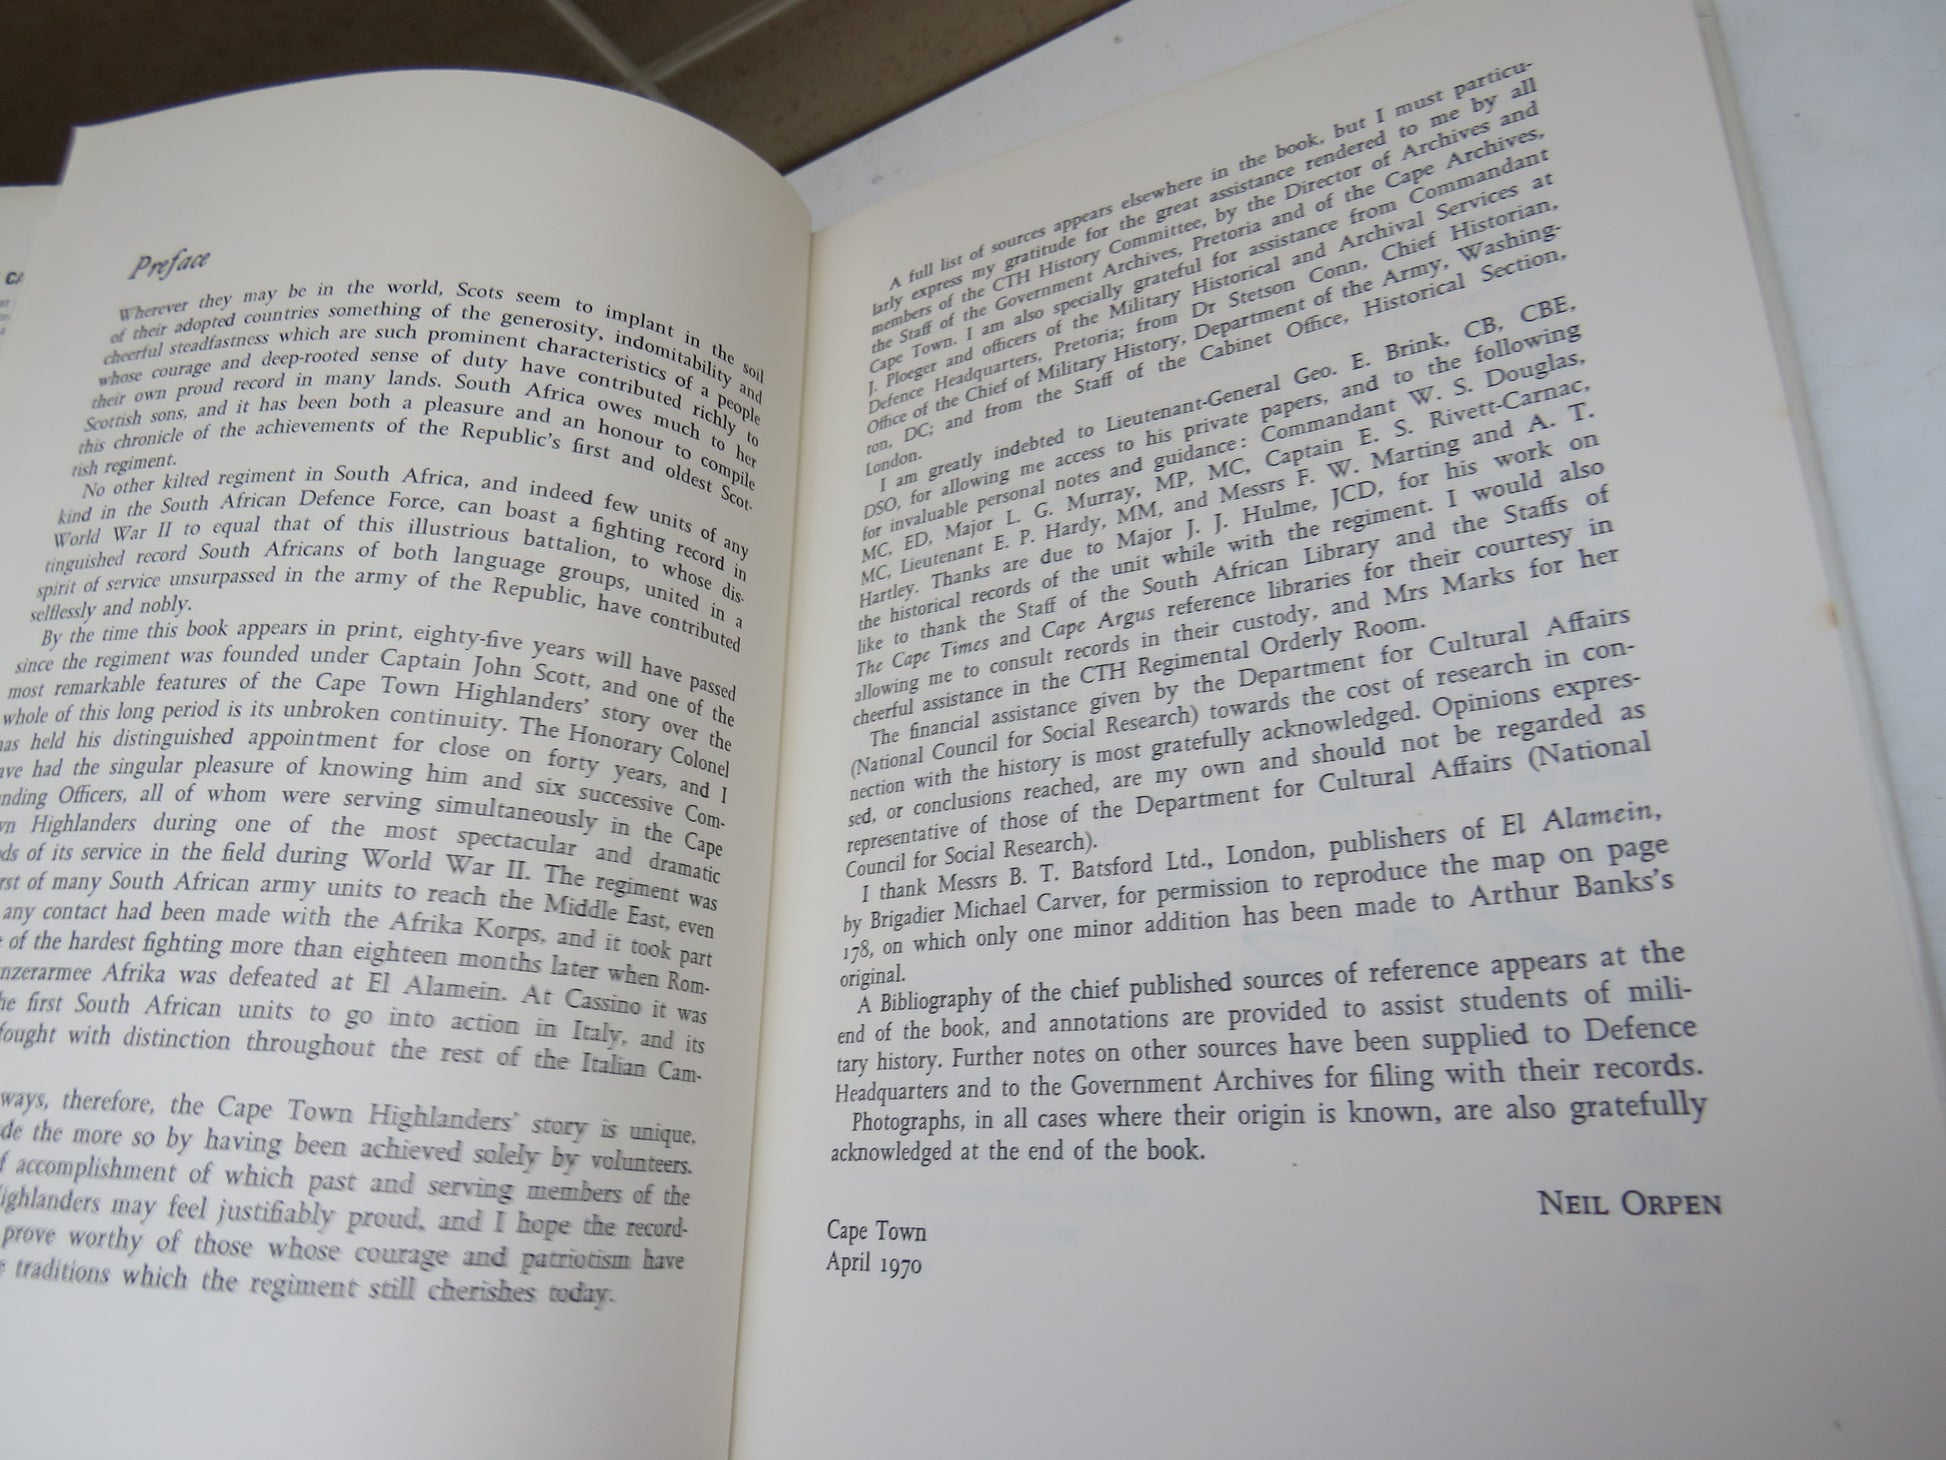 Preface
Wherever they may be in the world, Scots seem to implant in the soil
of their adopted countries something of the generosity, indomitability and
cheerful steadfastness which are such prominent characteristics of a people
whose courage and deep-rooted sense of duty have contributed richly to
their own proud record in many lands. South Africa owes much to her
Scottish sons, and it has been both a pleasure and an honour to compile
this chronicle of the achievements of the Republic's first and oldest Scot-
tish regiment.
No other kilted regiment in South Africa, and indeed few units of any
kind in the South African Defence Force, can boast a fighting record in
World War II to equal that of this illustrious battalion, to whose dis-
tinguished record South Africans of both language groups, united in a
spirit of service unsurpassed in the army of the Republic, have contributed
selflessly and nobly.
By the time this book appears in print, eighty-five years will have passed
since the regiment was founded under Captain John Scott, and one of the
most remarkable features of the Cape Town Highlanders' story over the
whole of this long period is its unbroken continuity. The Honorary Colonel
has held his distinguished appointment for close on forty years, and I
have had the singular pleasure of knowing him and six successive Com-
nding Officers, all of whom were serving simultaneously in the Cape
wn Highlanders during one of the most spectacular and dramatic
ds of its service in the field during World War II. The regiment was
rst of many South African army units to reach the Middle East, even
any contact had been made with the Afrika Korps, and it took part
of the hardest fighting more than eighteen months later when Rom-
nzerarmee Afrika was defeated at El Alamein. At Cassino it was
he first South African units to go into action in Italy, and its
fought with distinction throughout the rest of the Italian Cam-
ways, therefore, the Cape Town Highlanders' story is unique,
de the more so by having been achieved solely by volunteers.
f accomplishment of which past and serving members of the
Highlanders may feel justifiably proud, and I hope the record-
prove worthy of those whose courage and patriotism have
traditions which the regiment still cherishes today.
A full list of sources appears elsewhere in the book, but I must particu-
larly express my gratitude for the great assistance rendered to me by all
members of the CTH History Committee, by the Director of Archives and
the Staff of the Government Archives, Pretoria and of the Cape Archives,
Cape Town. I am also specially grateful for assistance from Commandant
J. Ploeger and officers of the Military Historical and Archival Services at
Defence Headquarters, Pretoria; from Dr Stetson Conn, Chief Historian,
Office of the Chief of Military History, Department of the Army, Washing-
ton, DC; and from the Staff of the Cabinet Office, Historical Section,
London.
I am greatly indebted to Lieutenant-General Geo. E. Brink, CB, CBE,
DSO, for allowing me access to his private papers, and to the following
for invaluable personal notes and guidance: Commandant W. S. Douglas,
MC, ED, Major L. G. Murray, MP, MC, Captain E. S. Rivett-Carnac,
MC, Lieutenant E. P. Hardy, MM, and Messrs F. W. Marting and A. T.
Hartley. Thanks are due to Major J. J. Hulme, JCD, for his work on
the historical records of the unit while with the regiment. I would also
like to thank the Staff of the South African Library and the Staffs of
The Cape Times and Cape Argus reference libraries for their courtesy in
allowing me to consult records in their custody, and Mrs Marks for her
cheerful assistance in the CTH Regimental Orderly Room.
The financial assistance given by the Department for Cultural Affairs
(National Council for Social Research) towards the cost of research in con-
nection with the history is most gratefully acknowledged. Opinions expres-
sed, or conclusions reached, are my own and should not be regarded as
representative of those of the Department for Cultural Affairs (National
Council for Social Research).
I thank Messrs B. T. Batsford Ltd., London, publishers of El Alamein,
by Brigadier Michael Carver, for permission to reproduce the map on page
178, on which only one minor addition has been made to Arthur Banks's
original.
A Bibliography of the chief published sources of reference appears at the
end of the book, and annotations are provided to assist students of mili-
tary history. Further notes on other sources have been supplied to Defence
Headquarters and to the Government Archives for filing with their records.
Photographs, in all cases where their origin is known, are also gratefully
acknowledged at the end of the book.
NEIL ORPEN
Cape Town
April 1970